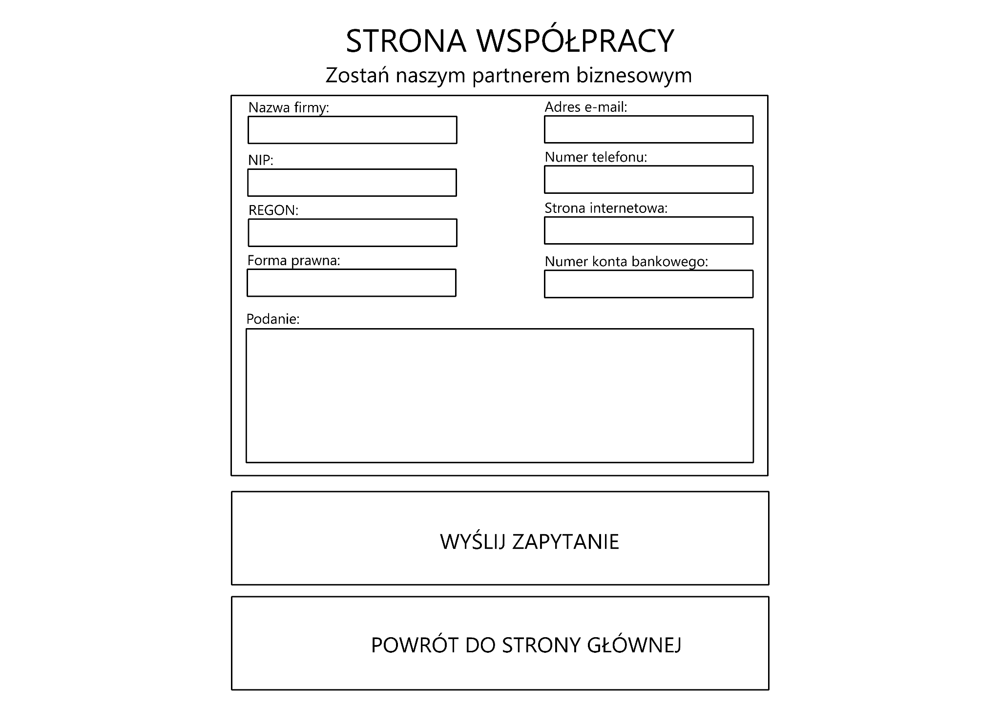 STRONA WSPÓŁPRACY
Zostań naszym partnerem biznesowym
Nazwa firmy:
Adres e-mail:
NIP:
Numer telefonu:
REGON:
Strona internetowa:
Forma prawna:
Numer konta bankowego:
Podanie:
WYŚLIJ ZAPYTANIE
POWRÓT DO STRONY GŁÓWNEJ